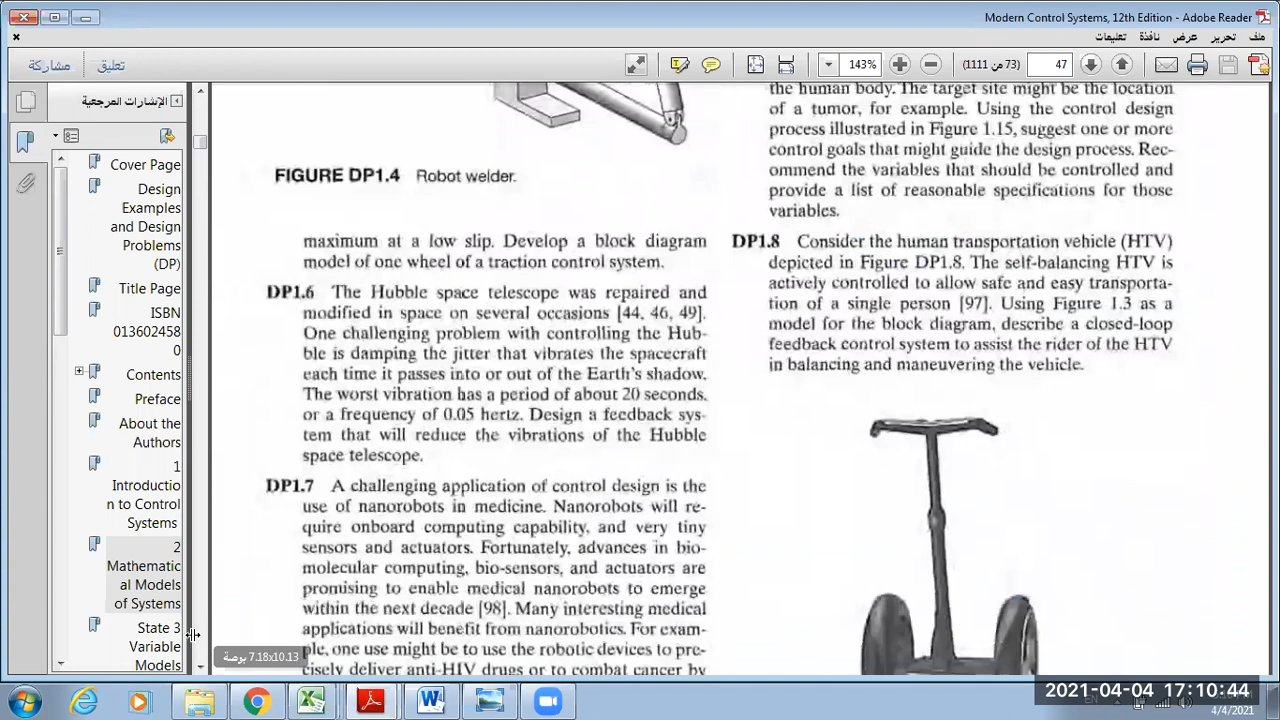 Modern Control Systems, 12th Edition - Adobe Reader
ملف تحرير عرض نافذة تعليمات
مشاركة تعليق
143%
(73 من 1111)
47
الإشارات المرجعية
Cover Page
Design
Examples
and Design
Problems
(DP)
Title Page
ISBN
013602458
0
Contents
Preface
About the
Authors
1
Introductio
n to Control
Systems
2
Mathematic
al Models
of Systems
State 3
Variable
Models
FIGURE DP1.4 Robot welder.
maximum at a low slip. Develop a block diagram
model of one wheel of a traction control system.
DP1.6 The Hubble space telescope was repaired and
modified in space on several occasions [44, 46, 49].
One challenging problem with controlling the Hub-
ble is damping the jitter that vibrates the spacecraft
each time it passes into or out of the Earth's shadow.
The worst vibration has a period of about 20 seconds,
or a frequency of 0.05 hertz. Design a feedback sys-
tem that will reduce the vibrations of the Hubble
space telescope.
DP1.7 A challenging application of control design is the
use of nanorobots in medicine. Nanorobots will re-
quire onboard computing capability, and very tiny
sensors and actuators. Fortunately, advances in bio-
molecular computing, bio-sensors, and actuators are
promising to enable medical nanorobots to emerge
within the next decade [98]. Many interesting medical
applications will benefit from nanorobotics. For exam-
ple, one use might be to use the robotic devices to pre-
cisely deliver anti-HIV drugs or to combat cancer by
the human body. The target site might be the location
of a tumor, for example. Using the control design
process illustrated in Figure 1.15, suggest one or more
control goals that might guide the design process. Rec-
ommend the variables that should be controlled and
provide a list of reasonable specifications for those
variables.
DP1.8 Consider the human transportation vehicle (HTV)
depicted in Figure DP1.8. The self-balancing HTV is
actively controlled to allow safe and easy transporta-
tion of a single person [97]. Using Figure 1.3 as a
model for the block diagram, describe a closed-loop
feedback control system to assist the rider of the HTV
in balancing and maneuvering the vehicle.
7.18x10.13 بوصة
EN
2021-04-04 17:10:44
4/4/2021